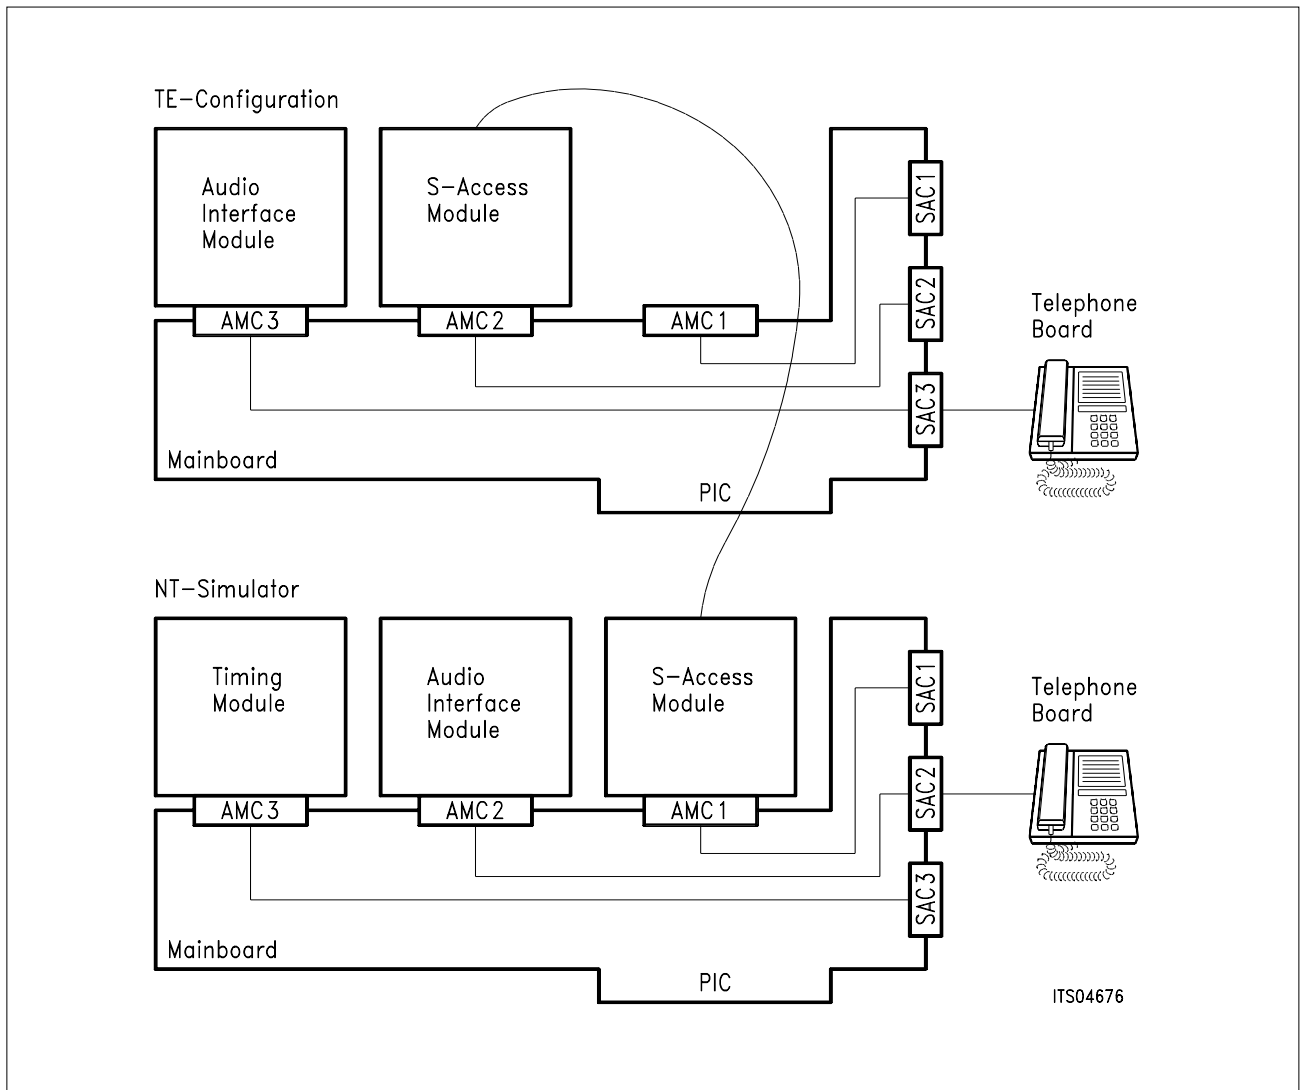 TE-Configuration
Audio
Interface
Module
S-Access
Module
AMC3
AMC2
AMC1
SAC1
SAC2
SAC3
Telephone
Board
Mainboard
PIC
NT-Simulator
Timing
Module
Audio
Interface
Module
S-Access
Module
AMC3
AMC2
AMC1
SAC1
SAC2
SAC3
Telephone
Board
Mainboard
PIC
ITS04676